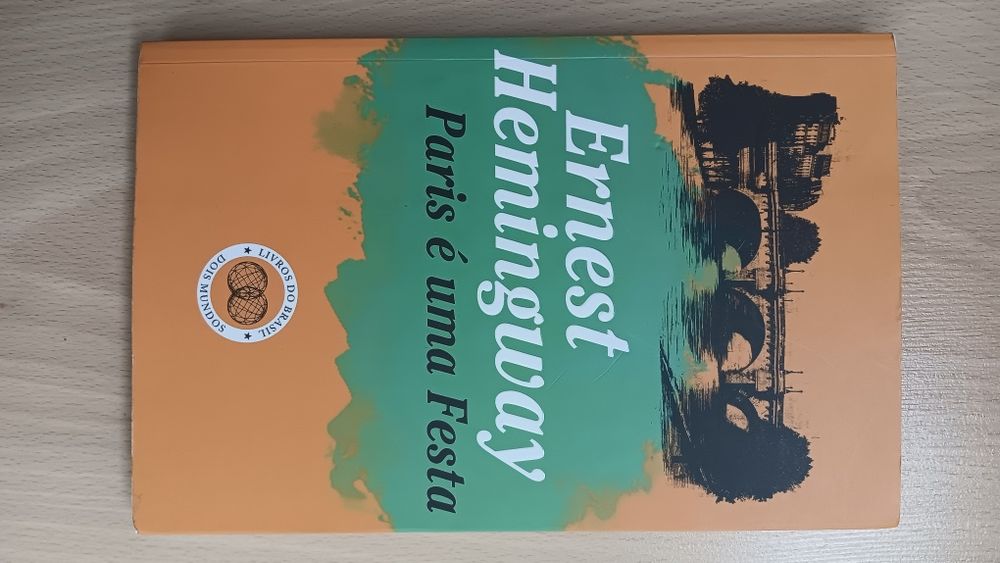 Ernest
Hemingway
Paris é uma Festa
LIVROS DO BRASIL
DOIS MUNDOS